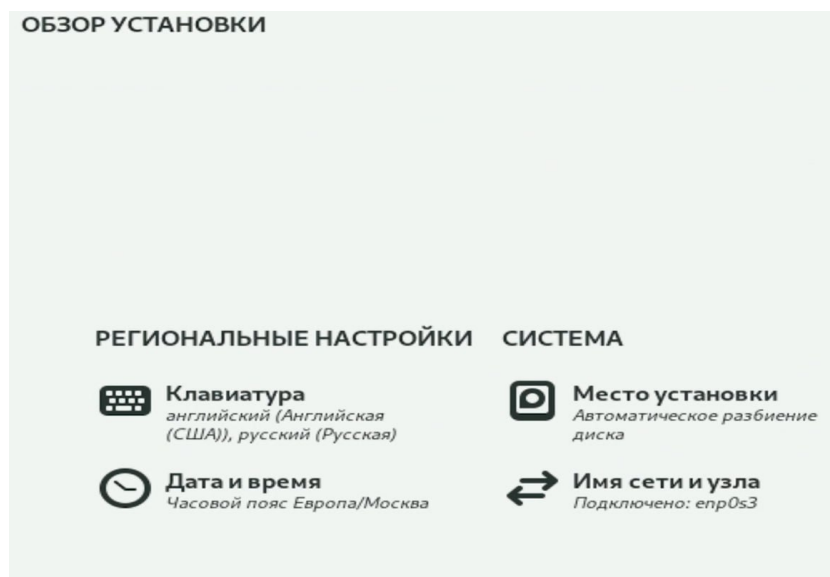 ОБЗОР УСТАНОВКИ
РЕГИОНАЛЬНЫЕ НАСТРОЙКИ
Клавиатура
английский (Английская
(США)), русский (Русская)
Дата и время
Часовой пояс Европа/Москва
СИСТЕМА
Место установки
Автоматическое разбиение
диска
Имя сети и узла
Подключено: enp0s3